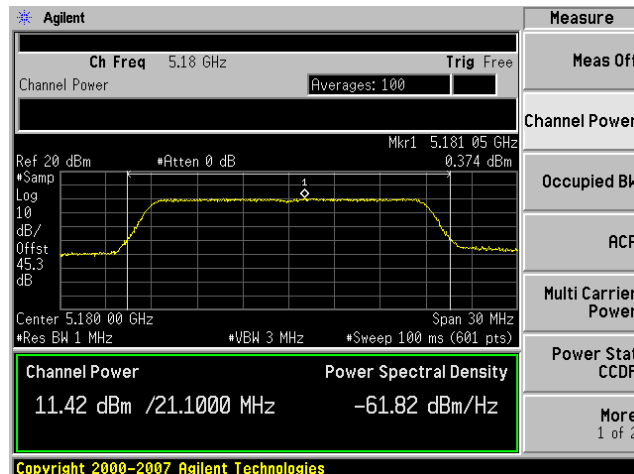 Agilent
Measure
Ch Freq 5.18 GHz Trig Free
Channel Power Averages: 100
Mkr1 5.181 05 GHz
Ref 20 dBm #Atten 0 dB 0.374 dBm
#Samp
Log
10
dB/
Offst
45.3
dB
1
Center 5.180 00 GHz Span 30 MHz
#Res BW 1 MHz #VBW 3 MHz #Sweep 100 ms (601 pts)
Channel Power Power Spectral Density
11.42 dBm /21.1000 MHz -61.82 dBm/Hz
Copyright 2000-2007 Agilent Technologies
Meas Off
Channel Power
Occupied BW
ACP
Multi Carrier
Power
Power Stat
CCDF
More
1 of 2